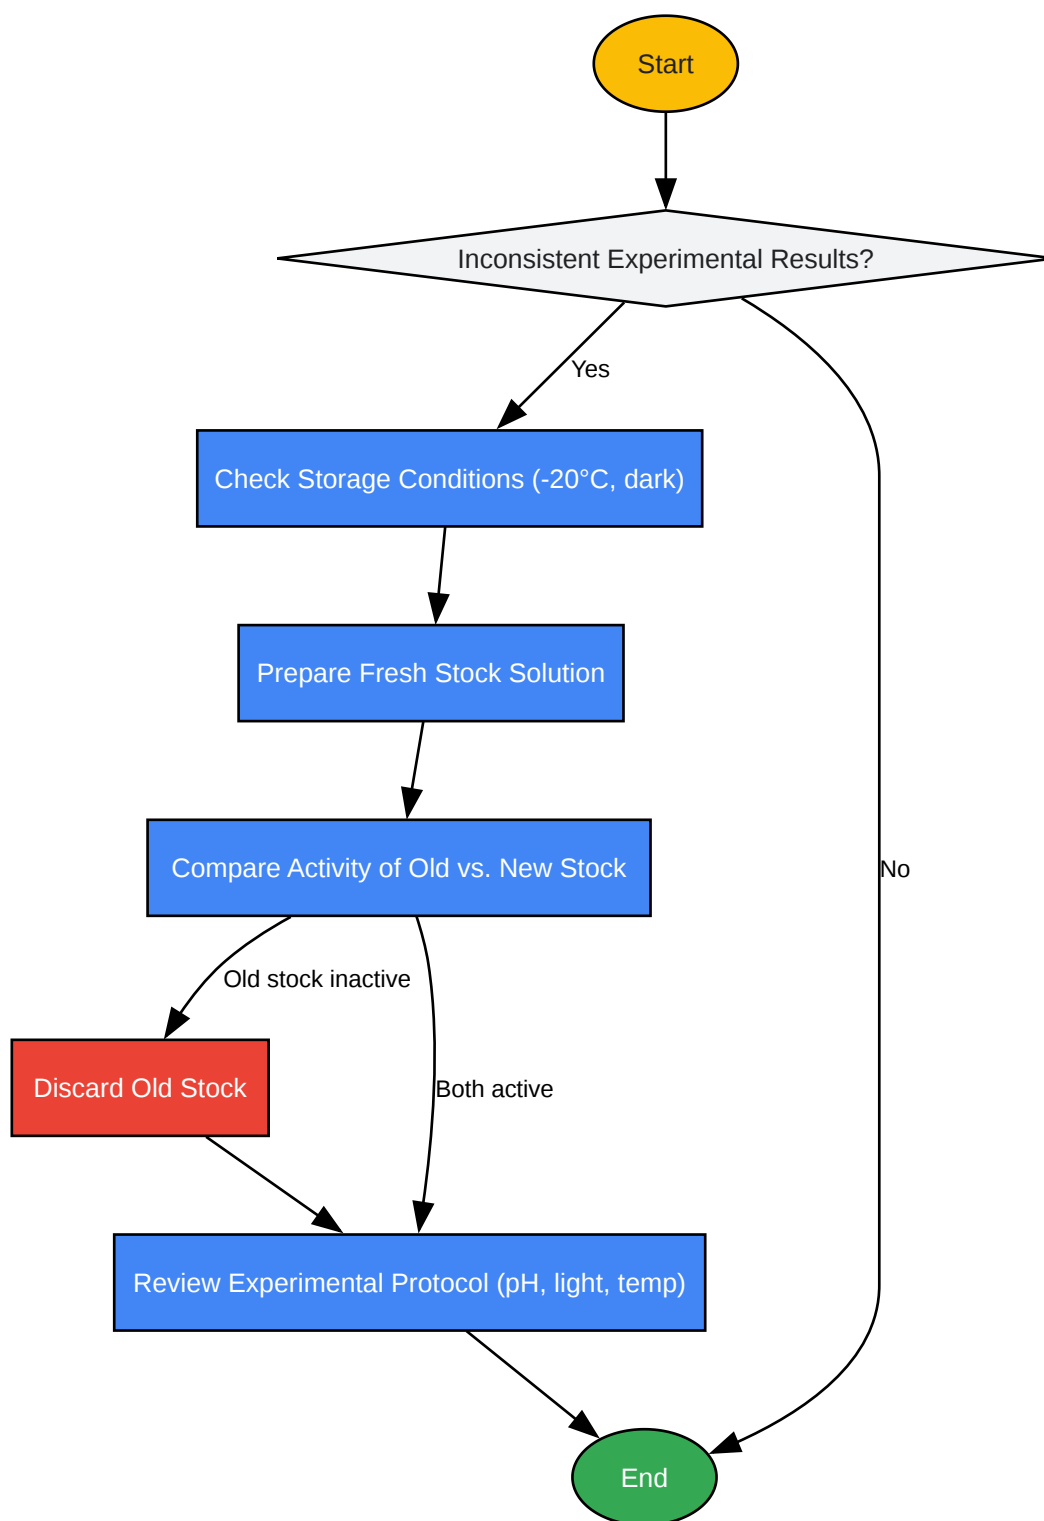 Start
Inconsistent Experimental Results?
Yes
Check Storage Conditions (-20°C, dark)
Prepare Fresh Stock Solution
Compare Activity of Old vs. New Stock
No
Old stock inactive
Discard Old Stock
Both active
Review Experimental Protocol (pH, light, temp)
End